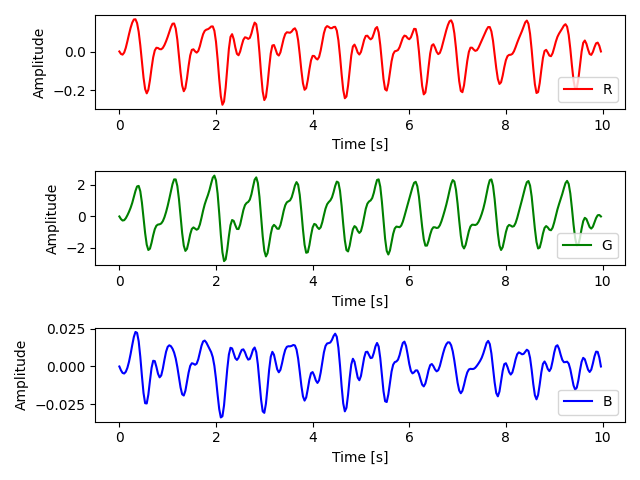 Amplitude
0.0
−0.2
0 2 4 6 8 10
Time [s]
R
Amplitude
2
0
−2
0 2 4 6 8 10
Time [s]
G
Amplitude
0.025
0.000
−0.025
0 2 4 6 8 10
Time [s]
B